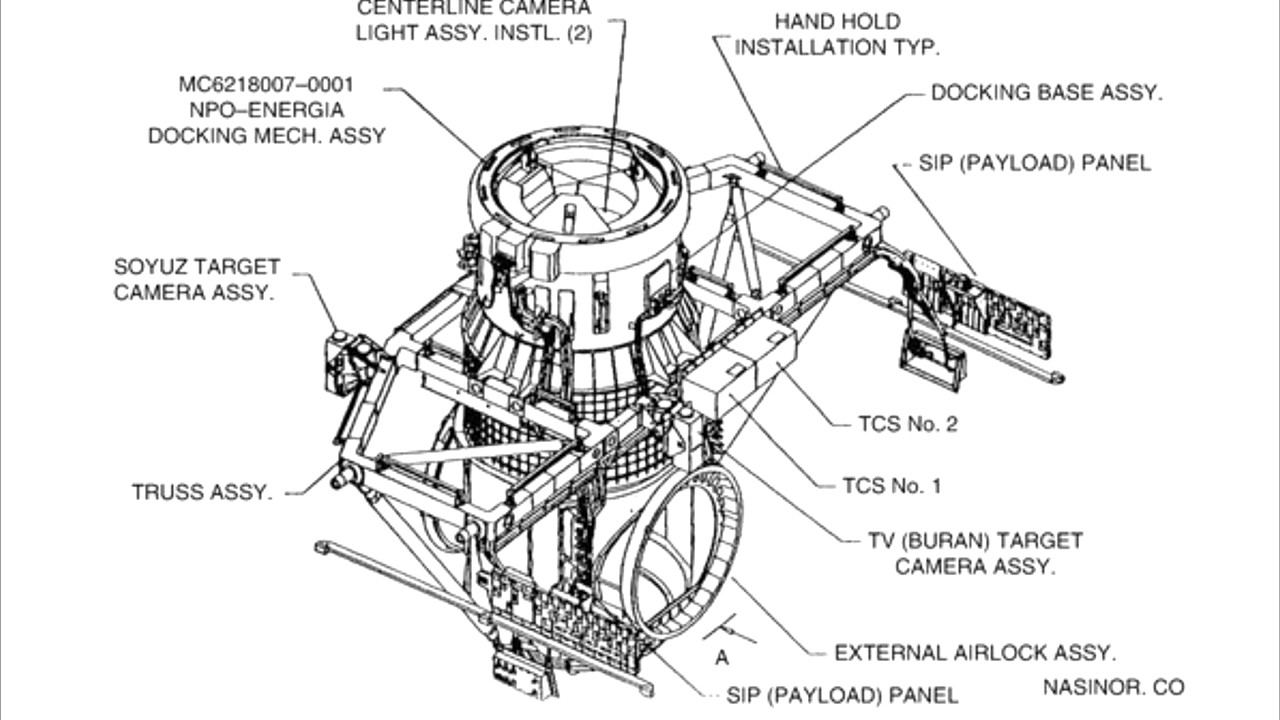 CENTERLINE CAMERA
LIGHT ASSY. INSTL. (2)
HAND HOLD
INSTALLATION TYP.
MC6218007–0001
NPO–ENERGIA
DOCKING MECH. ASSY
DOCKING BASE ASSY.
SIP (PAYLOAD) PANEL
SOYUZ TARGET
CAMERA ASSY.
TCS No. 2
TCS No. 1
TRUSS ASSY.
TV (BURAN) TARGET
CAMERA ASSY.
A
EXTERNAL AIRLOCK ASSY.
SIP (PAYLOAD) PANEL
NASINOR. CO